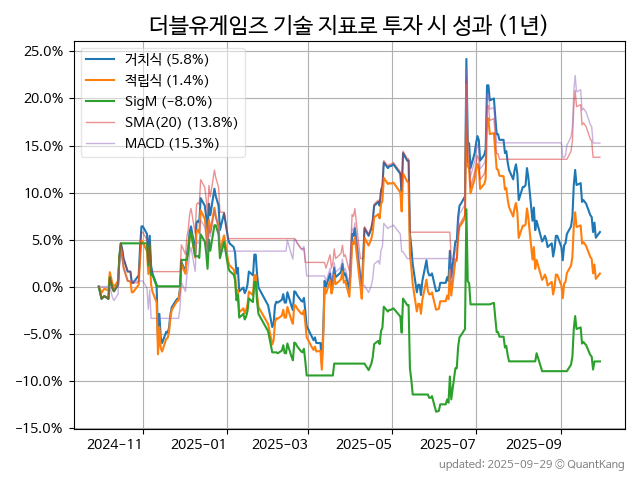 더블유게임즈 기술 지표로 투자 시 성과 (1년)
25.0%
20.0%
15.0%
10.0%
5.0%
0.0%
-5.0%
-10.0%
-15.0%
거치식 (5.8%)
적립식 (1.4%)
SigM (-8.0%)
SMA(20) (13.8%)
MACD (15.3%)
2024-11
2025-01
2025-03
2025-05
2025-07
2025-09
updated: 2025-09-29 © QuantKang